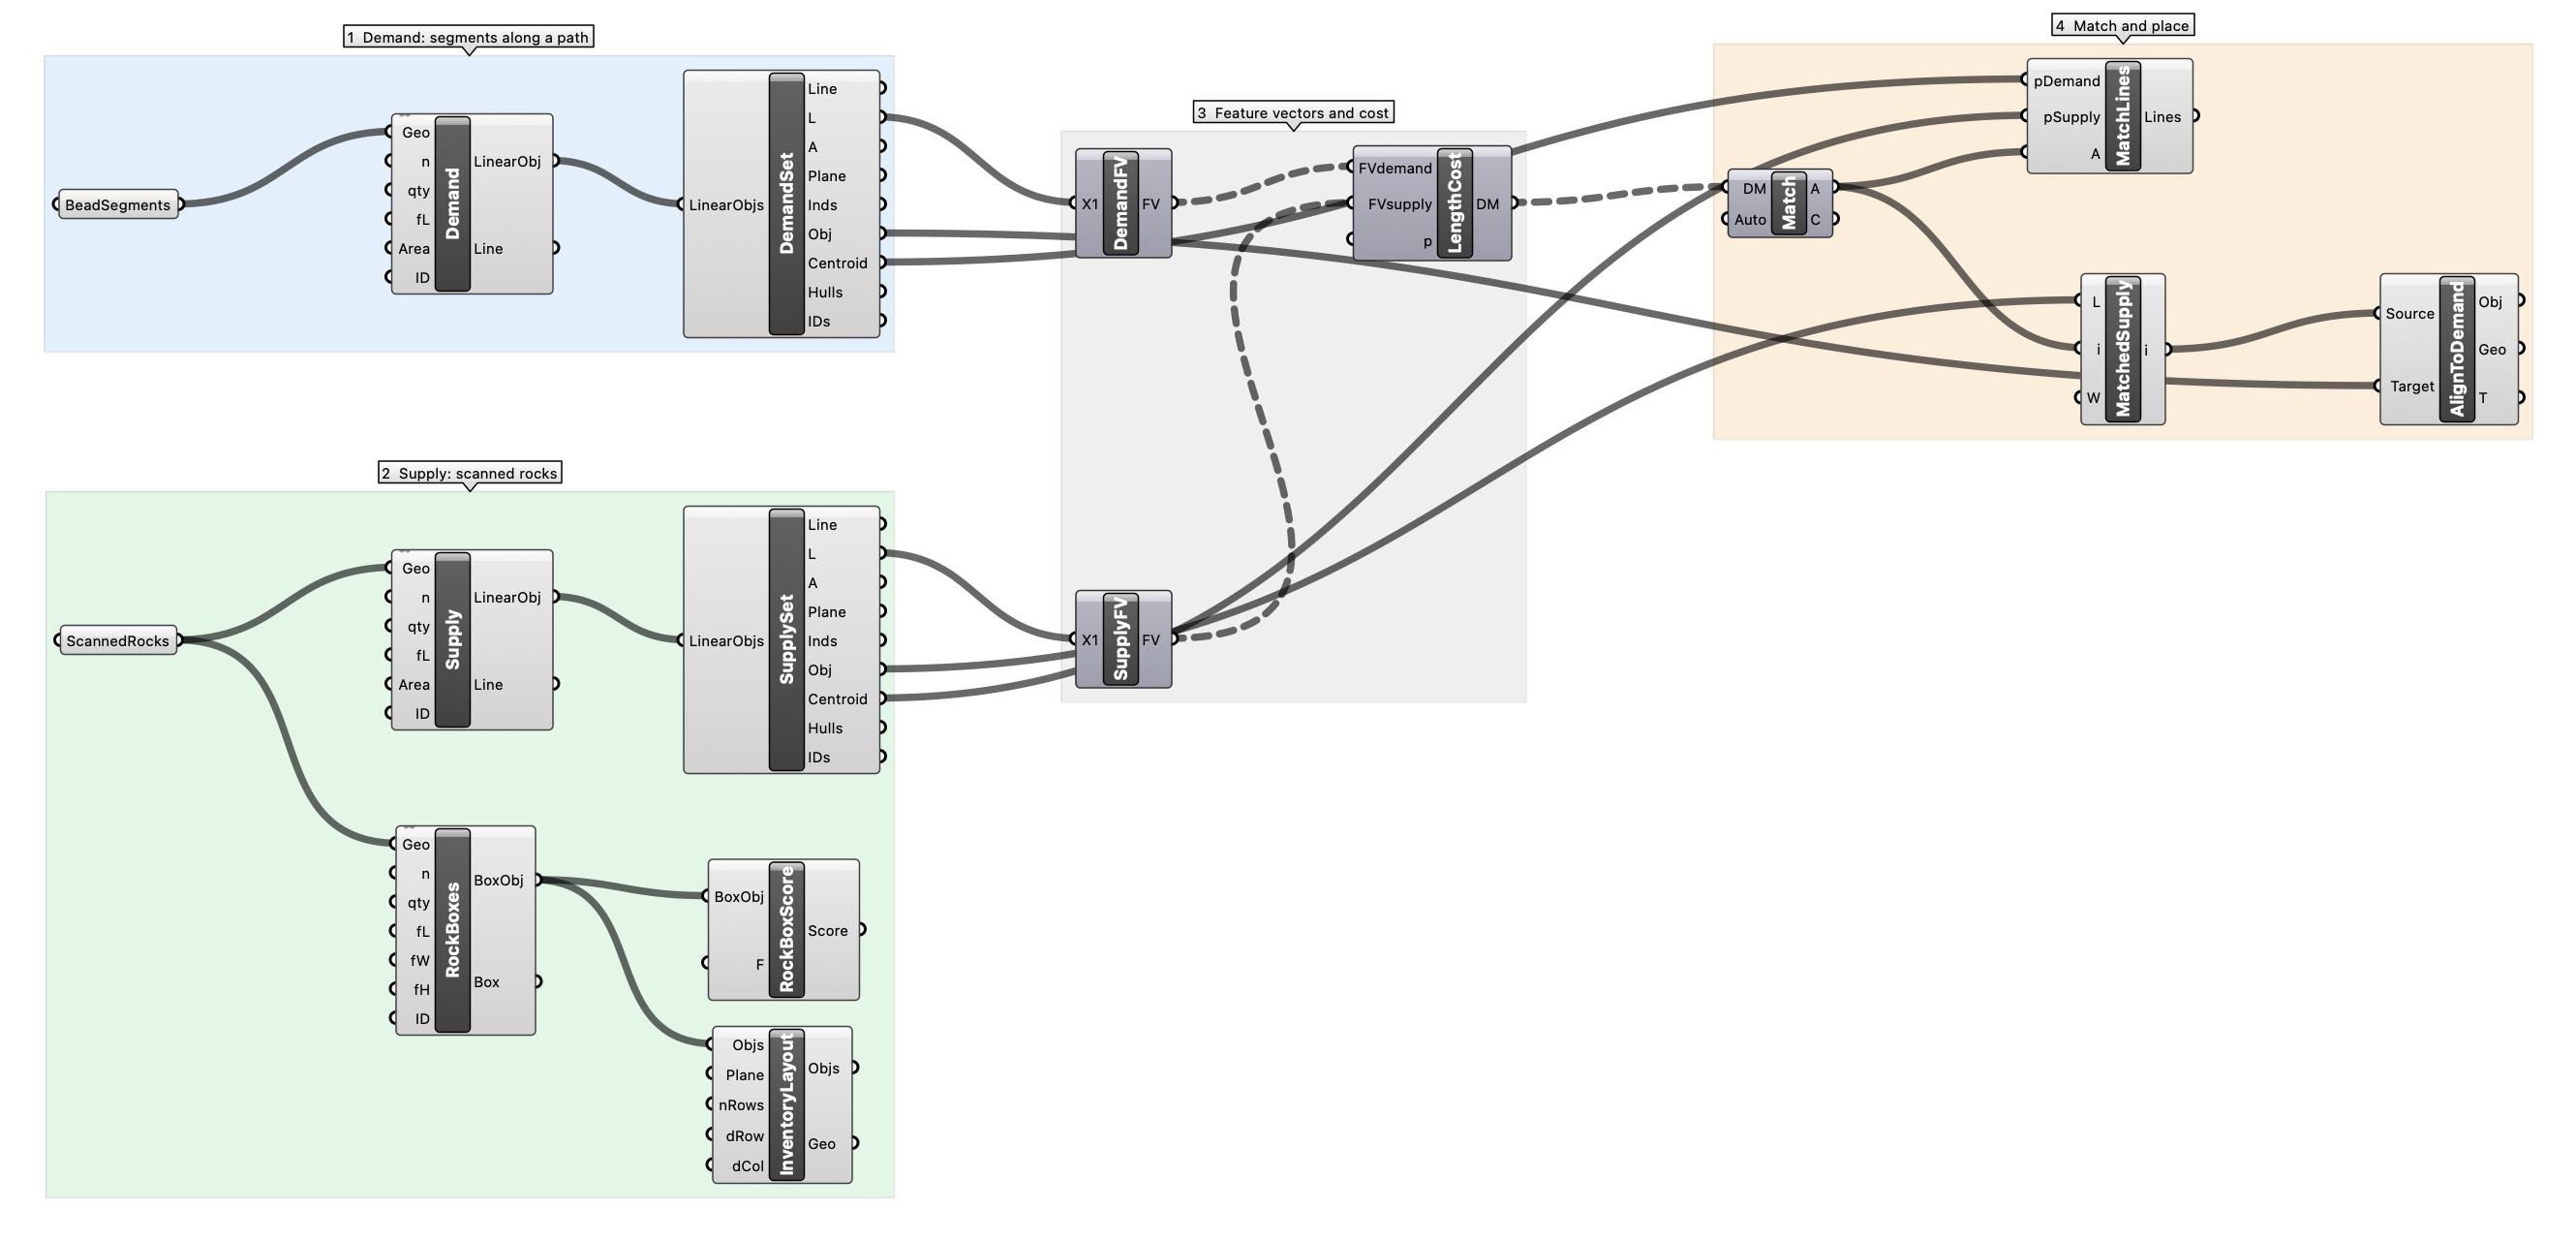 1 Demand: segments along a path
BeadSegments
Geo
n
qty
fL
Area
ID
Demand
LinearObj
Line
LinearObjs
DemandSet
Line
L
A
Plane
Inds
Obj
Centroid
Hulls
IDs
2 Supply: scanned rocks
ScannedRocks
Geo
n
qty
fL
Area
ID
Supply
LinearObj
Line
LinearObjs
SupplySet
Line
L
A
Plane
Inds
Obj
Centroid
Hulls
IDs
Geo
n
qty
fL
fW
fH
ID
RockBoxes
BoxObj
Box
BoxObj
F
RockBoxScore
Score
Objs
Plane
nRows
dRow
dCol
InventoryLayout
Objs
Geo
3 Feature vectors and cost
X1
DemandFV
FV
FVdemand
FVsupply
p
LengthCost
DM
X1
SupplyFV
FV
4 Match and place
DM
Auto
Match
A
C
pDemand
pSupply
A
MatchLines
Lines
L
i
W
MatchedSupply
i
Source
Target
AlignToDemand
Obj
Geo
T